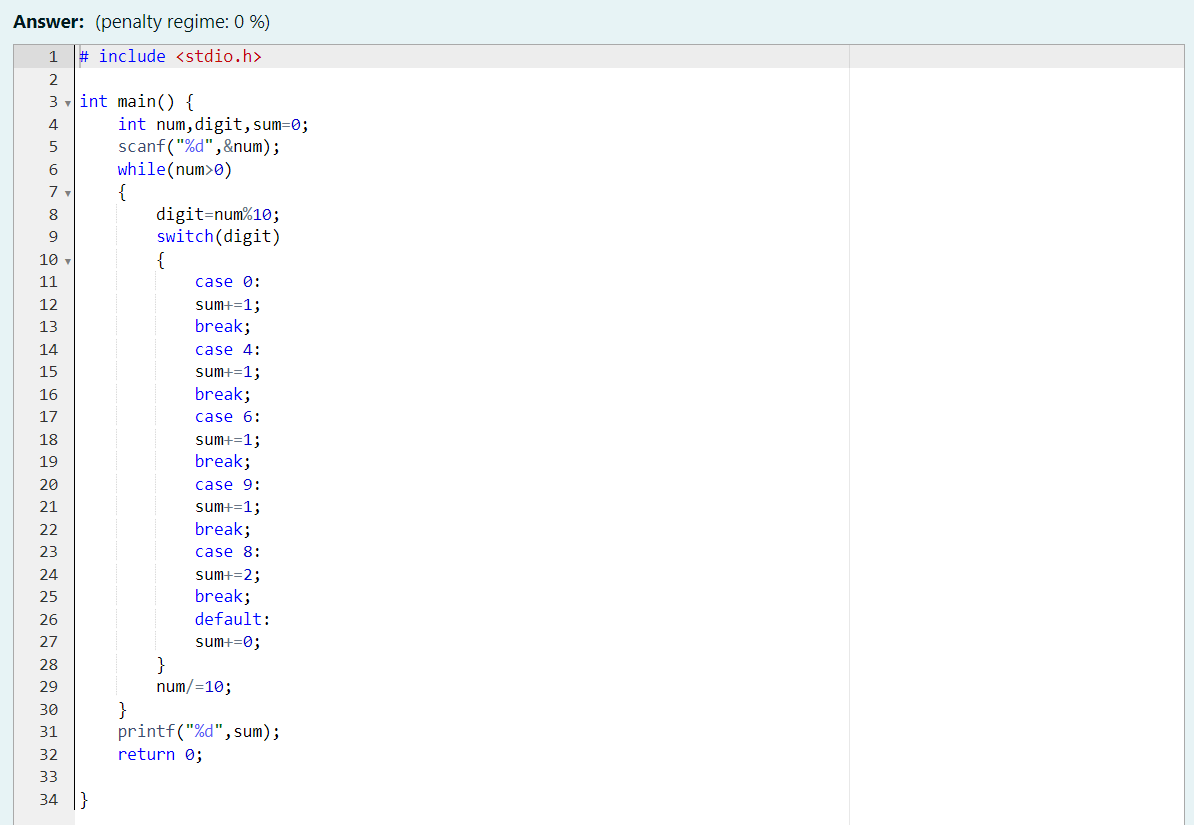 Answer: (penalty regime: 0 %)
1 # include <stdio.h>
2
3 int main() {
4     int num,digit,sum=0;
5     scanf("%d",&num);
6     while(num>0)
7     {
8         digit=num%10;
9         switch(digit)
10         {
11             case 0:
12             sum+=1;
13             break;
14             case 4:
15             sum+=1;
16             break;
17             case 6:
18             sum+=1;
19             break;
20             case 9:
21             sum+=1;
22             break;
23             case 8:
24             sum+=2;
25             break;
26             default:
27             sum+=0;
28         }
29         num/=10;
30     }
31     printf("%d",sum);
32     return 0;
33
34 }